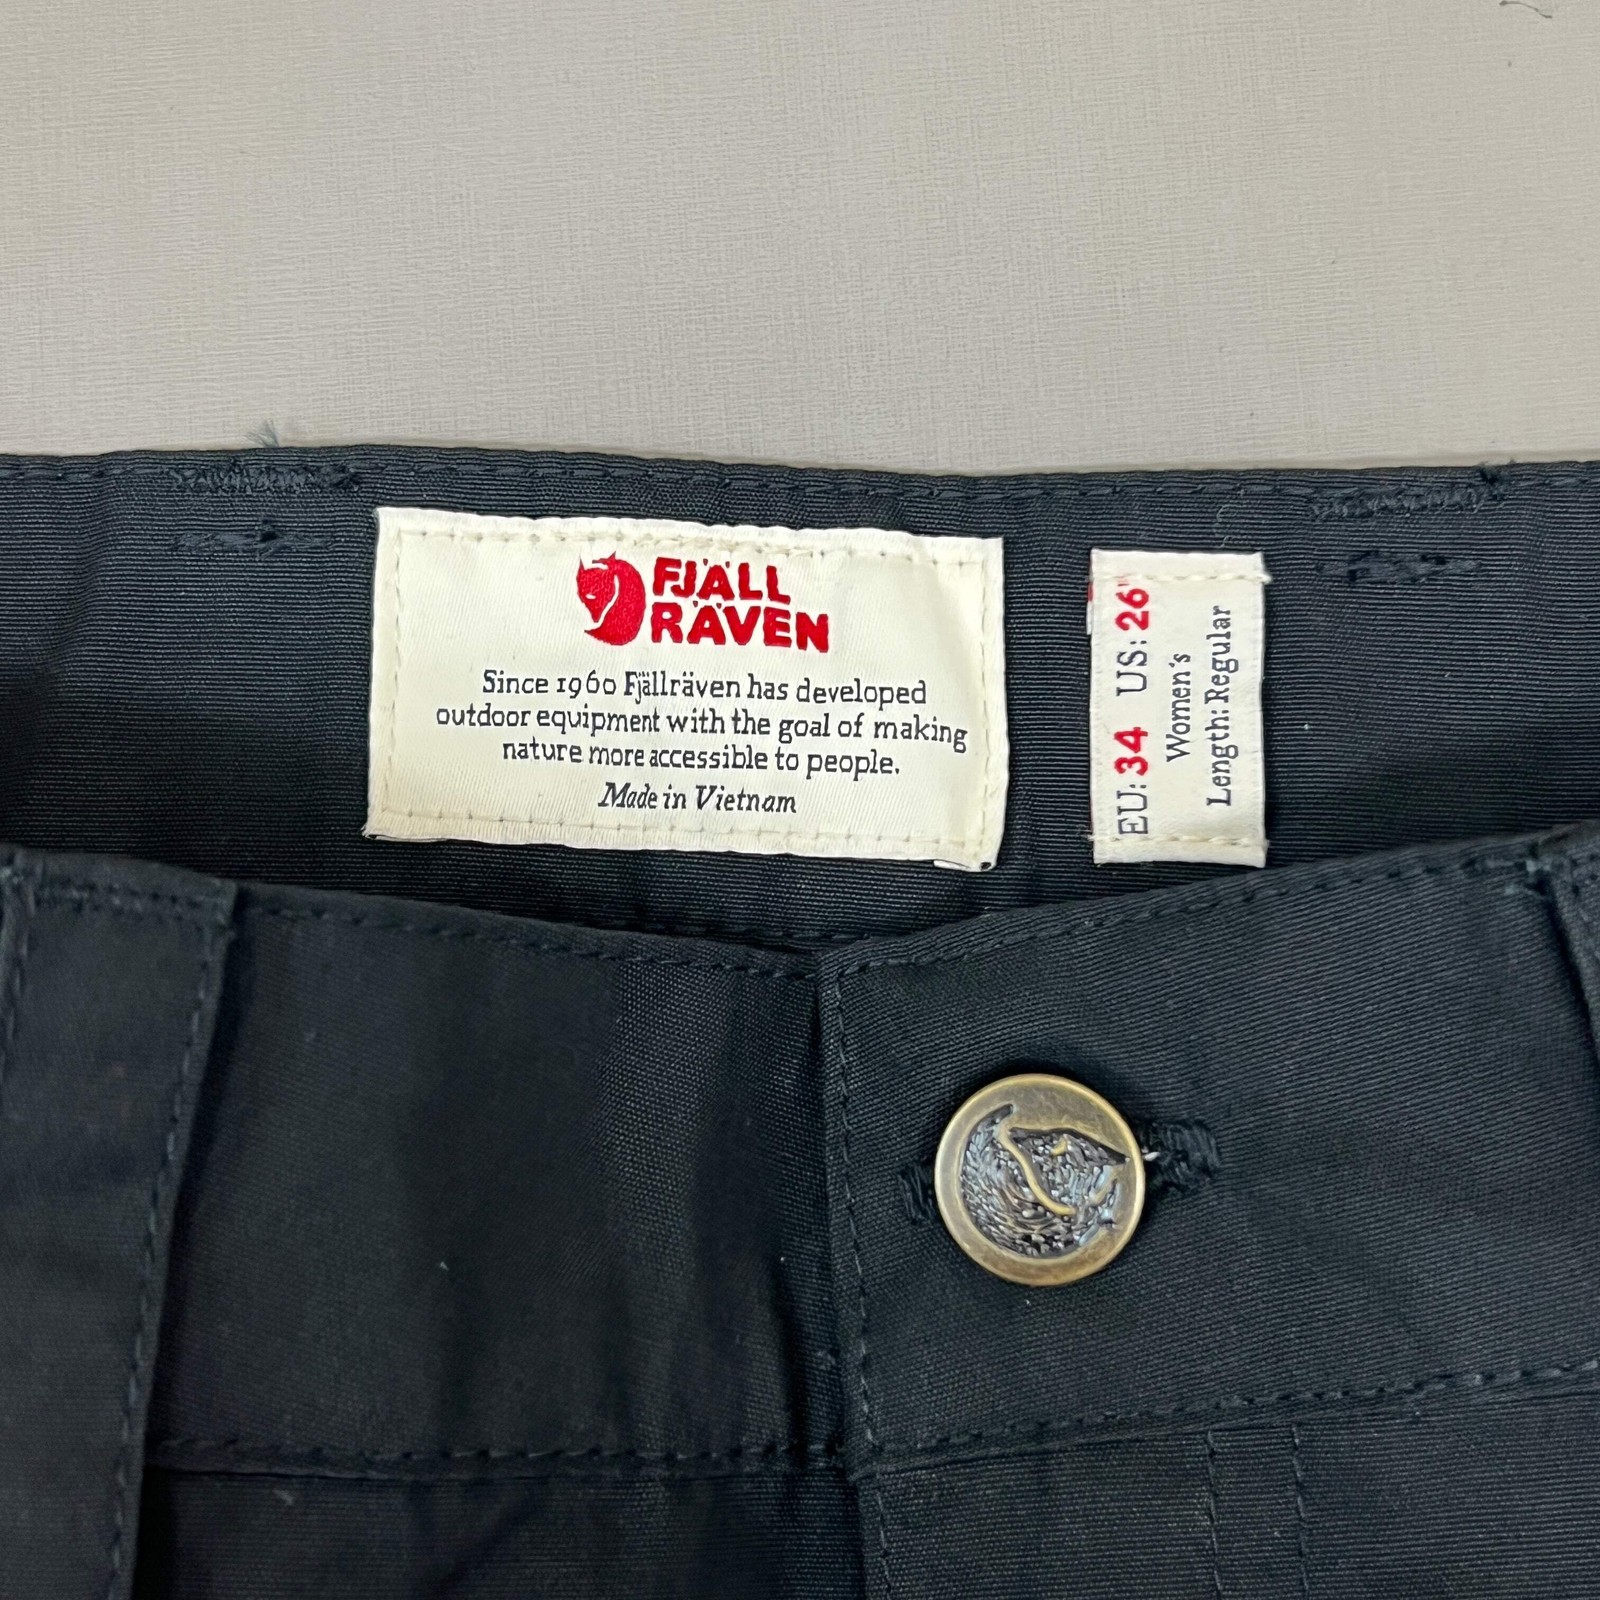 FJÄLL
RÄVEN
Since 1960 Fjällräven has developed
outdoor equipment with the goal of making
nature more accessible to people.
Made in Vietnam
EU: 34 US: 26"
Women's
Length: Regular